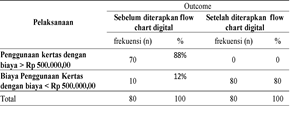 Outcome
Pelaksanaan
Sebelum diterapkan flow chart digital
Setelah diterapkan flow chart digital
frekuensi (n) % frekuensi (n) %
Penggunaan kertas dengan biaya > Rp 500.000,00 70 88% 0 0
Biaya Penggunaan Kertas dengan biaya < Rp 500.000,00 10 12% 80 80
Total 80 100 80 100